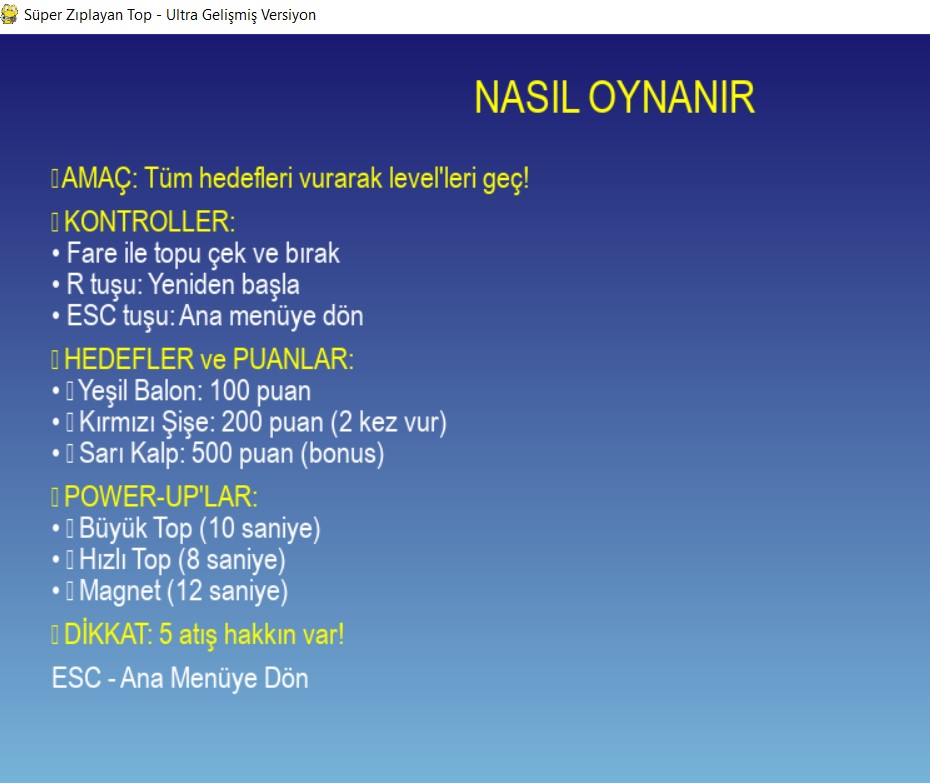 Süper Zıplayan Top - Ultra Gelişmiş Versiyon
NASIL OYNANIR
AMAÇ: Tüm hedefleri vurarak level'leri geç!
KONTROLLER:
• Fare ile topu çek ve bırak
• R tuşu: Yeniden başla
• ESC tuşu: Ana menüye dön
HEDEFLER ve PUANLAR:
• Yeşil Balon: 100 puan
• Kırmızı Şişe: 200 puan (2 kez vur)
• Sarı Kalp: 500 puan (bonus)
POWER-UP'LAR:
• Büyük Top (10 saniye)
• Hızlı Top (8 saniye)
• Magnet (12 saniye)
DİKKAT: 5 atış hakkın var!
ESC - Ana Menüye Dön